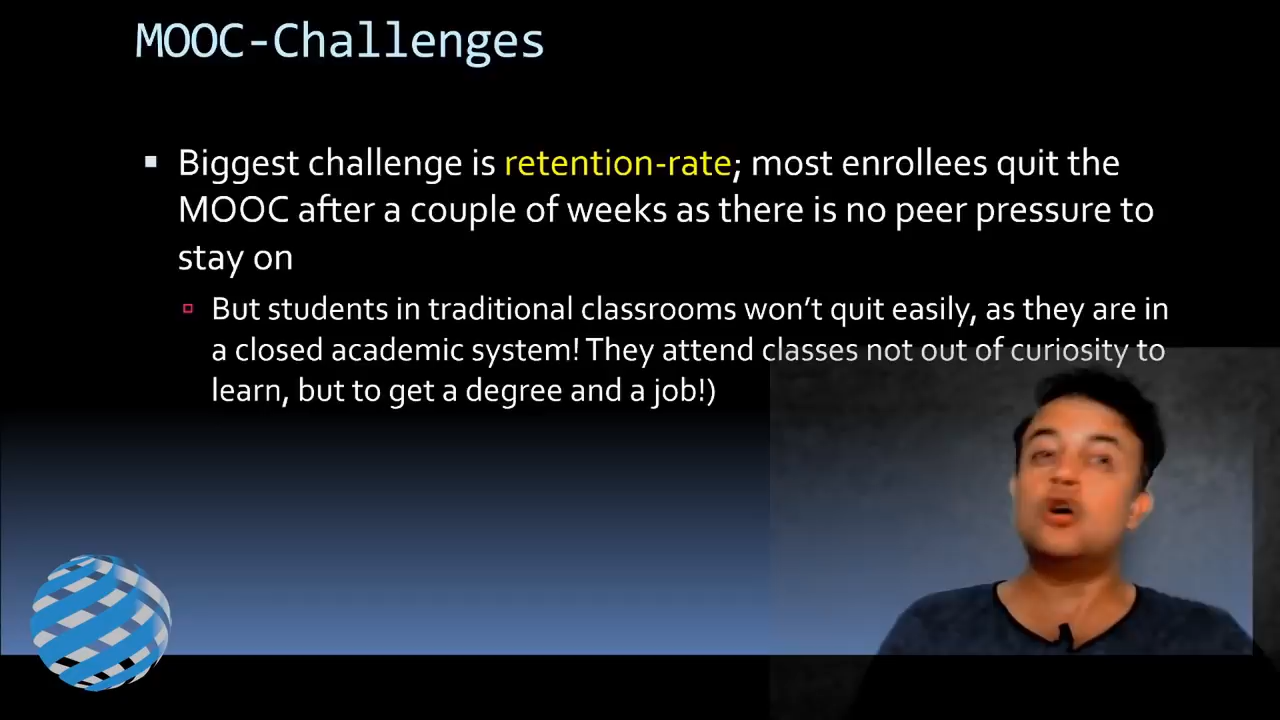 MOOC-Challenges
Biggest challenge is retention-rate; most enrollees quit the
MOOC after a couple of weeks as there is no peer pressure to
stay on
But students in traditional classrooms won’t quit easily, as they are in
a closed academic system! They attend classes not out of curiosity to
learn, but to get a degree and a job!)